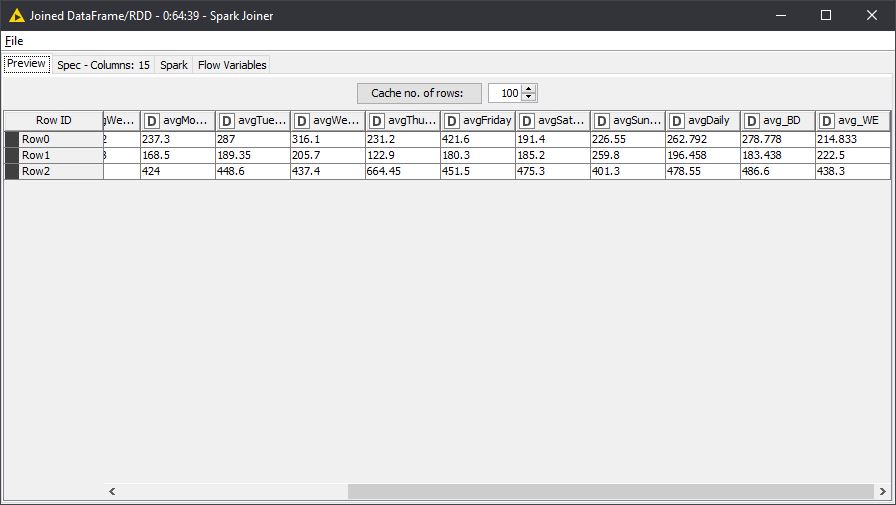 Joined DataFrame/RDD - 0:64:39 - Spark Joiner
File
Preview Spec - Columns: 15 Spark Flow Variables
Cache no. of rows: 100
Row ID gWe... D avgMo... D avgTue... D avgWe... D avgThu... D avgFriday D avgSat... D avgSun... D avgDaily D avg_BD D avg_WE
Row0 2 237.3 287 316.1 231.2 421.6 191.4 226.55 262.792 278.778 214.833
Row1 168.5 189.35 205.7 122.9 180.3 185.2 259.8 196.458 183.438 222.5
Row2 424 448.6 437.4 664.45 451.5 475.3 401.3 478.55 486.6 438.3